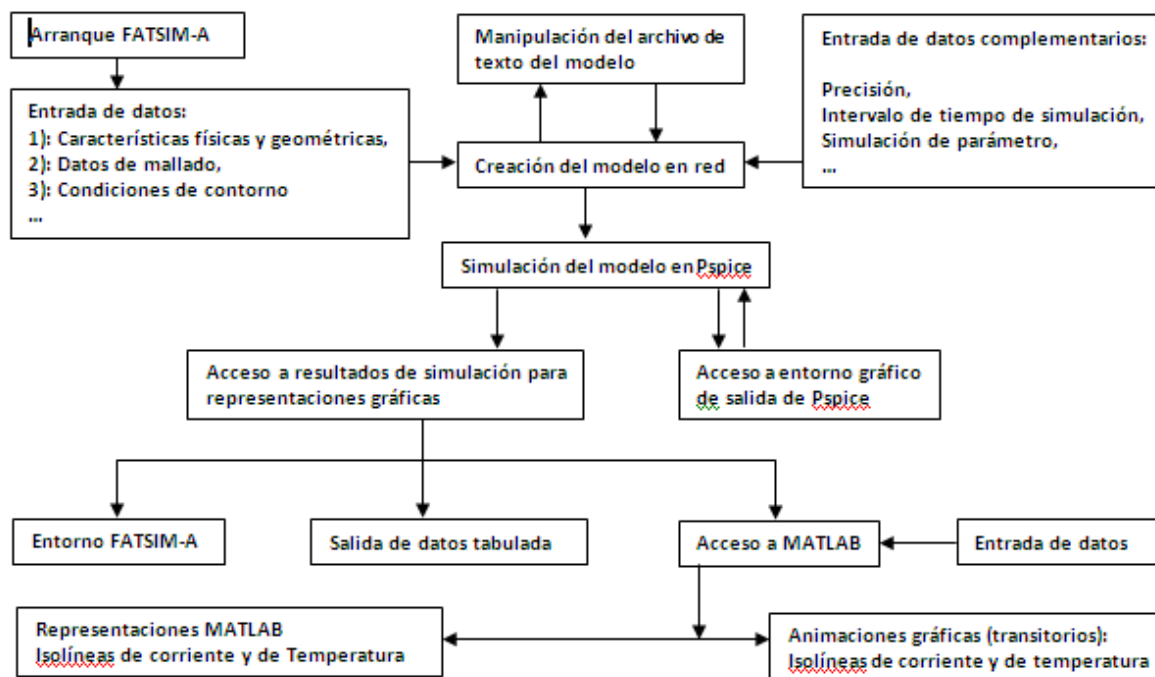 Arranque FATSIM-A
Manipulación del archivo de
texto del modelo
Entrada de datos complementarios:
Precisión,
Intervalo de tiempo de simulación,
Simulación de parámetro,
...
Entrada de datos:
1): Características físicas y geométricas,
2): Datos de mallado,
3): Condiciones de contorno
...
Creación del modelo en red
Simulación del modelo en Pspice
Acceso a resultados de simulación para
representaciones gráficas
Acceso a entorno gráfico
de salida de Pspice
Entorno FATSIM-A
Salida de datos tabulada
Acceso a MATLAB
Entrada de datos
Representaciones MATLAB
Isolíneas de corriente y de Temperatura
Animaciones gráficas (transitorios):
Isolíneas de corriente y de temperatura